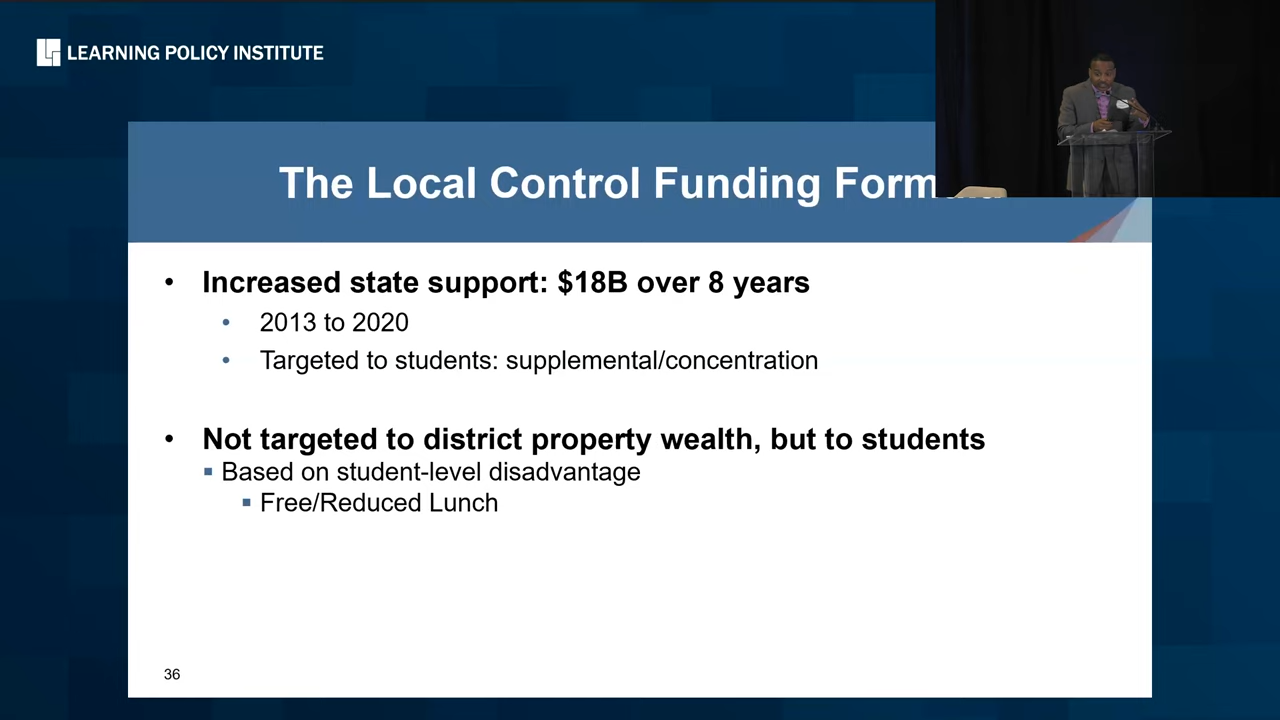 LEARNING POLICY INSTITUTE
The Local Control Funding
• Increased state support: $18B over 8 years
• 2013 to 2020
• Targeted to students: supplemental/concentration
• Not targeted to district property wealth, but to students
▪ Based on student-level disadvantage
▪ Free/Reduced Lunch
36